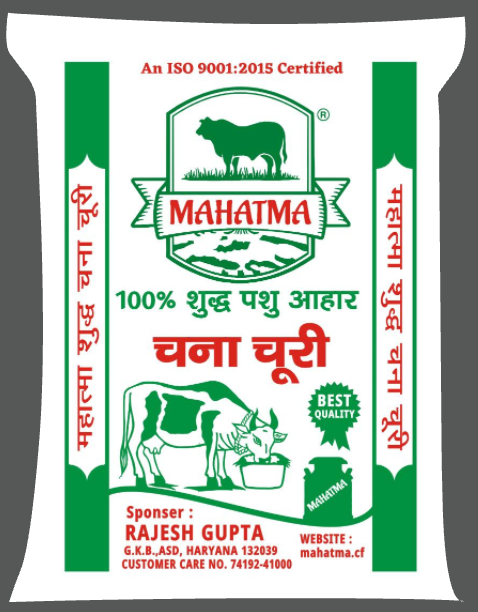 An ISO 9001:2015 Certified
®
MAHATMA
100% शुद्ध पशु आहार
चना चूरी
महात्मा शुद्ध चना चूरी
महात्मा शुद्ध चना चूरी
BEST
QUALITY
MAHATMA
Sponser :
RAJESH GUPTA
G.K.B.,ASD, HARYANA 132039
CUSTOMER CARE NO. 74192-41000
WEBSITE :
mahatma.cf